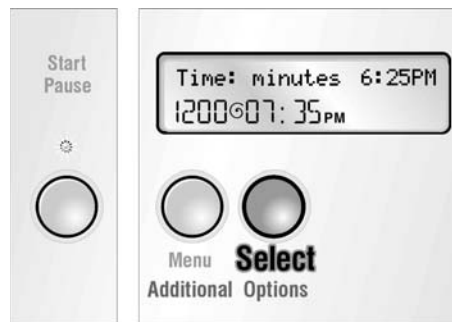 Start
Pause
Time: minutes 6:25PM
1200 07:35PM
Menu Select
Additional Options